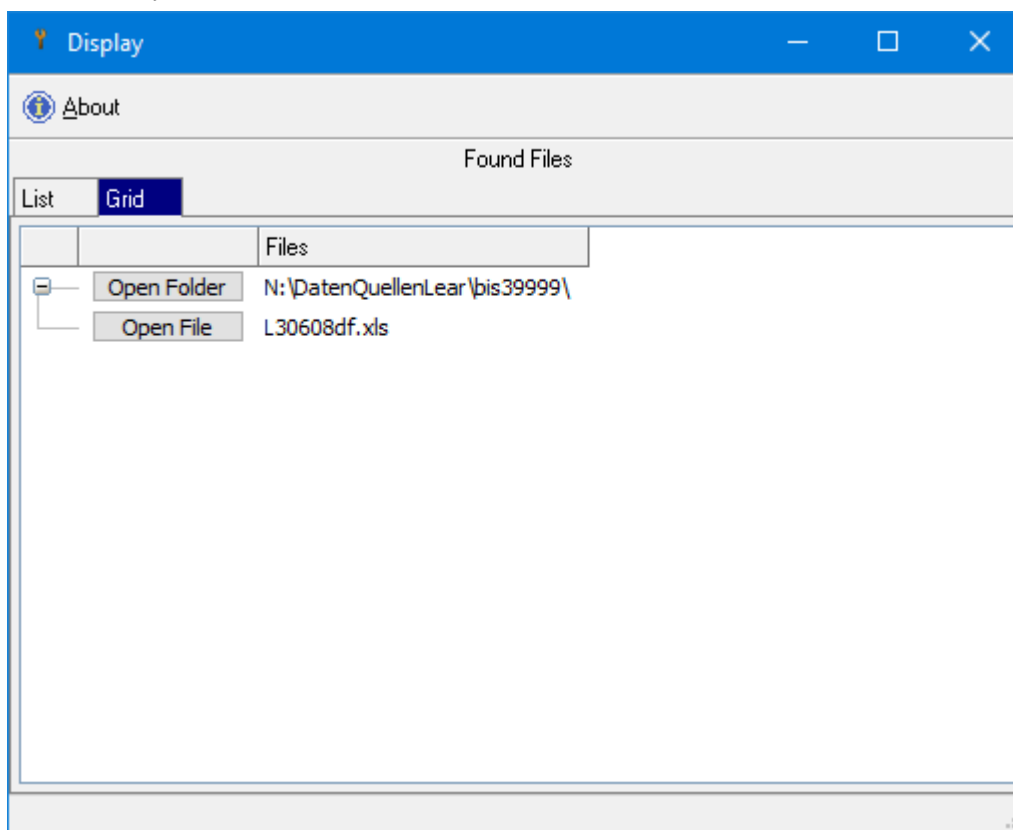 Display
About
Found Files
List Grid
Files
Open Folder N:\DatenQuellenLear\bis39999\
Open File L30608df.xls